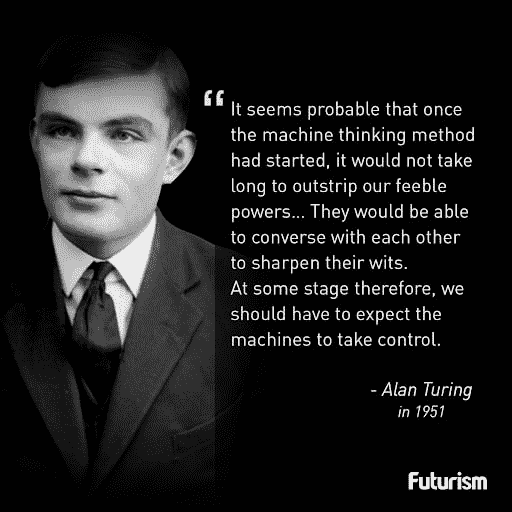 “ It seems probable that once
the machine thinking method
had started, it would not take
long to outstrip our feeble
powers... They would be able
to converse with each other
to sharpen their wits.
At some stage therefore, we
should have to expect the
machines to take control.
- Alan Turing
in 1951
Futurism